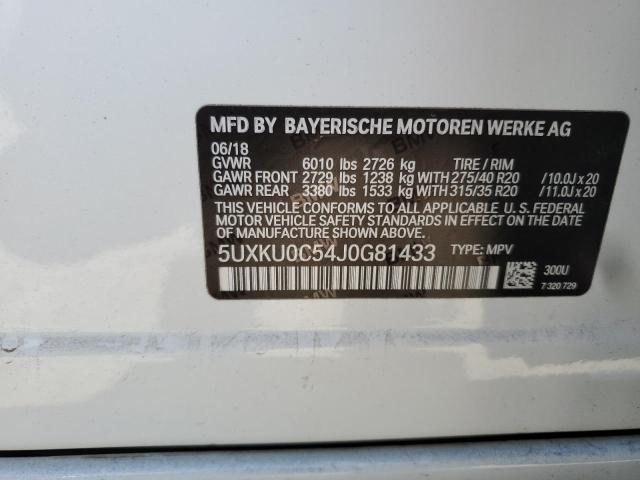 MFD BY BAYERISCHE MOTOREN WERKE AG
06/18
GVWR 6010 lbs 2726 kg TIRE / RIM
GAWR FRONT 2729 lbs 1238 kg WITH 275/40 R20 /10.0J x 20
GAWR REAR 3380 lbs 1533 kg WITH 315/35 R20 /11.0J x 20
THIS VEHICLE CONFORMS TO ALL APPLICABLE U. S. FEDERAL
MOTOR VEHICLE SAFETY STANDARDS IN EFFECT ON THE DATE
OF MANUFACTURE SHOWN ABOVE.
5UXKU0C54J0G81433 TYPE: MPV
300U
7 320 729